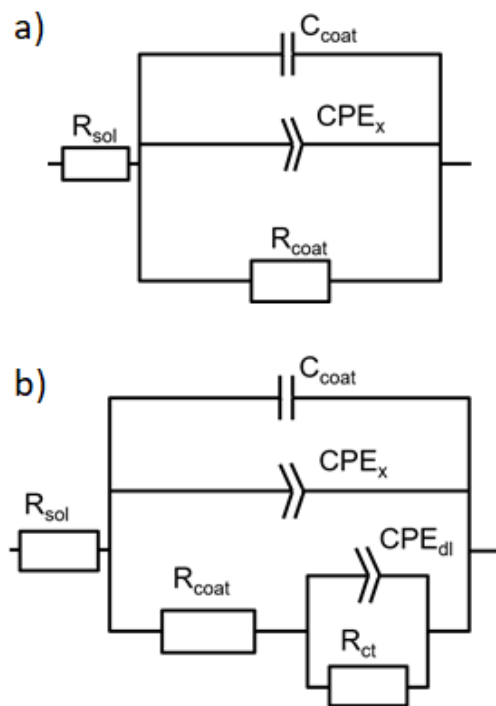 a)
C_coat
CPE_x
R_sol
R_coat
b)
C_coat
CPE_x
R_sol
CPE_dl
R_coat
R_ct